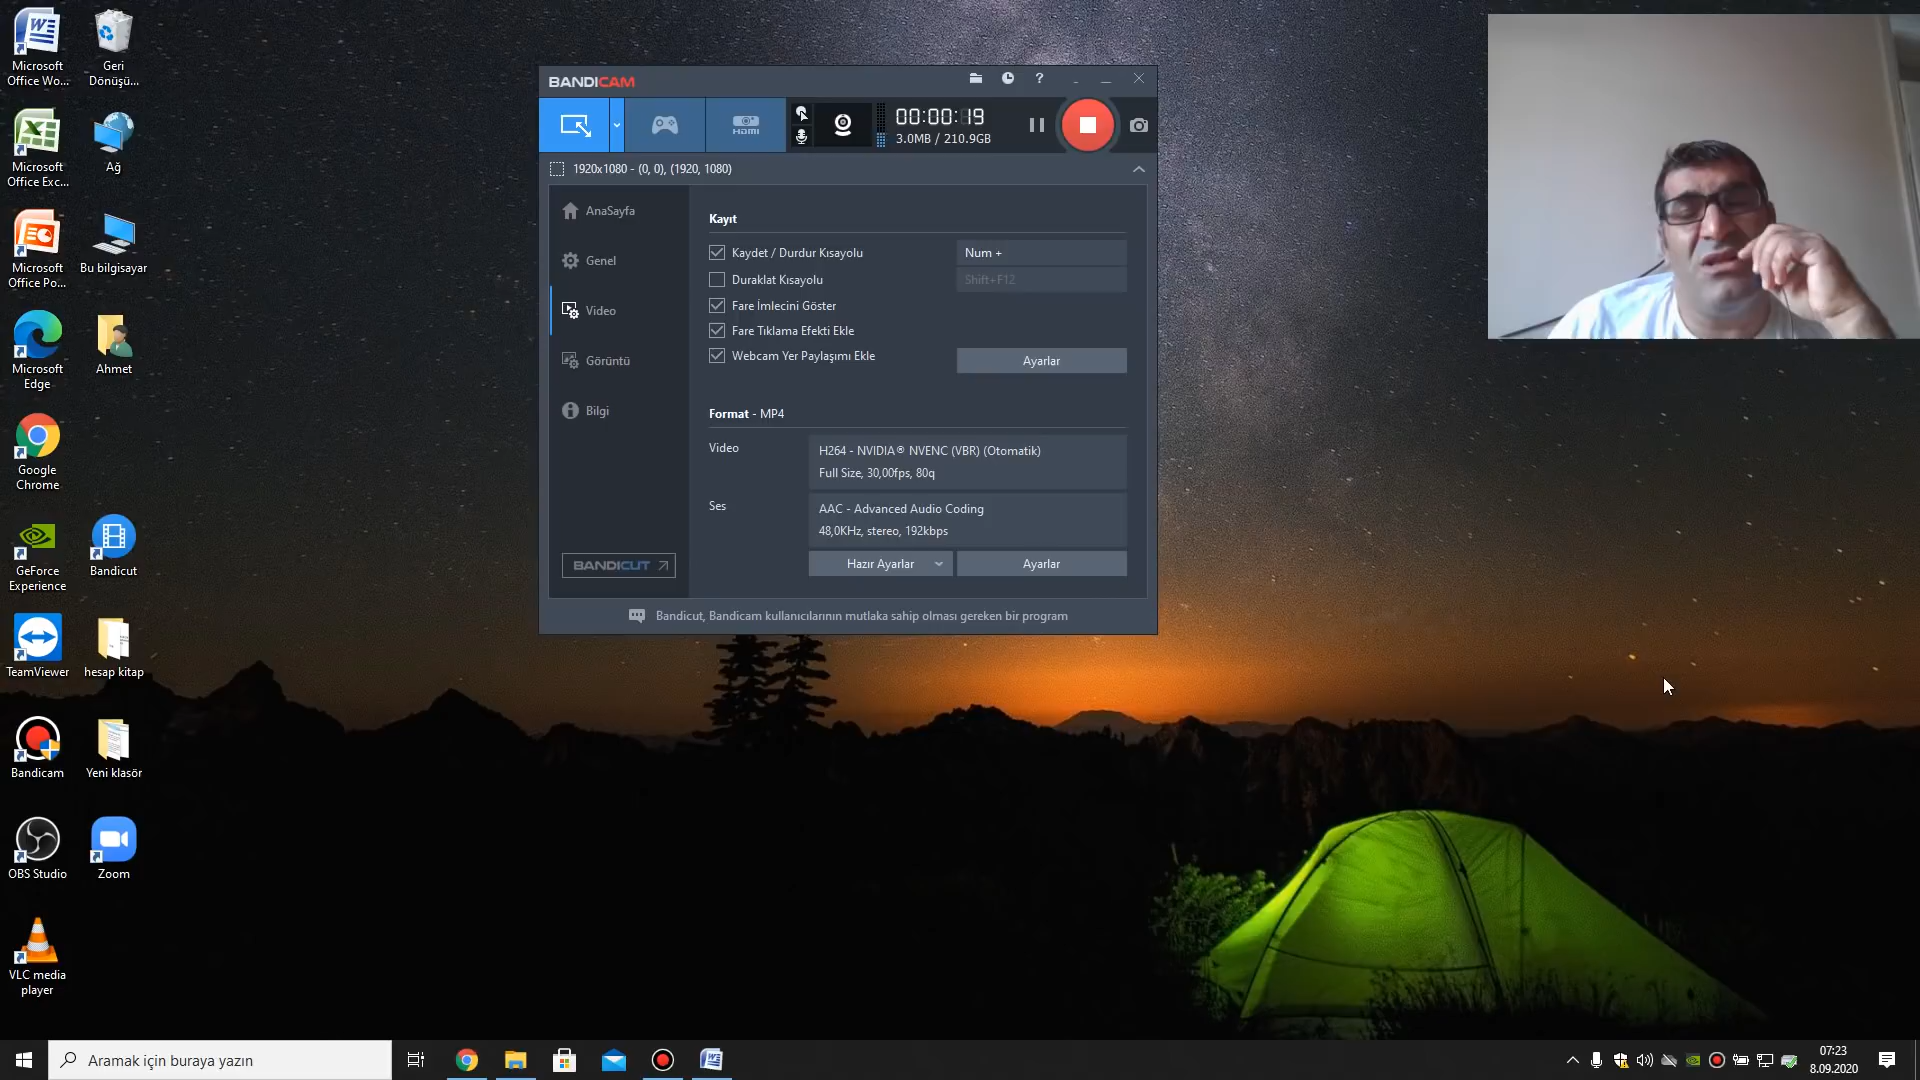 Microsoft
Office Wo...
Geri
Dönüşü...
Microsoft
Office Exc...
Ağ
Microsoft
Office Po...
Bu bilgisayar
Microsoft
Edge
Ahmet
Google
Chrome
GeForce
Experience
Bandicut
TeamViewer
hesap kitap
Bandicam
Yeni klasör
OBS Studio
Zoom
VLC media
player
BANDICAM
HDMI
00:00:19
3.0MB / 210.9GB
1920x1080 - (0, 0), (1920, 1080)
AnaSayfa
Genel
Video
Görüntü
Bilgi
BANDICUT
Kayıt
Kaydet / Durdur Kısayolu
Num +
Duraklat Kısayolu
Shift+F12
Fare İmlecini Göster
Fare Tıklama Efekti Ekle
Webcam Yer Paylaşımı Ekle
Ayarlar
Format - MP4
Video
H264 - NVIDIA® NVENC (VBR) (Otomatik)
Full Size, 30,00fps, 80q
Ses
AAC - Advanced Audio Coding
48,0KHz, stereo, 192kbps
Hazır Ayarlar
Ayarlar
Bandicut, Bandicam kullanıcılarının mutlaka sahip olması gereken bir program
Aramak için buraya yazın
07:23
8.09.2020